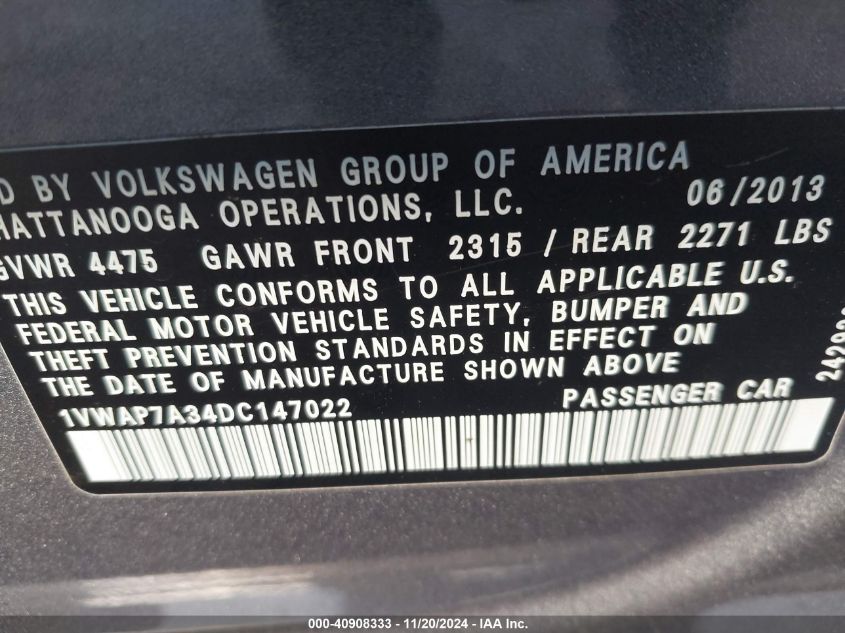 D BY VOLKSWAGEN GROUP OF AMERICA
HATTANOOGA OPERATIONS, LLC. 06/2013
GVWR 4475 GAWR FRONT 2315 / REAR 2271 LBS
THIS VEHICLE CONFORMS TO ALL APPLICABLE U.S.
FEDERAL MOTOR VEHICLE SAFETY, BUMPER AND
THEFT PREVENTION STANDARDS IN EFFECT ON
THE DATE OF MANUFACTURE SHOWN ABOVE
1VWAP7A34DC147022 PASSENGER CAR
000-40908333 - 11/20/2024 - IAA Inc.